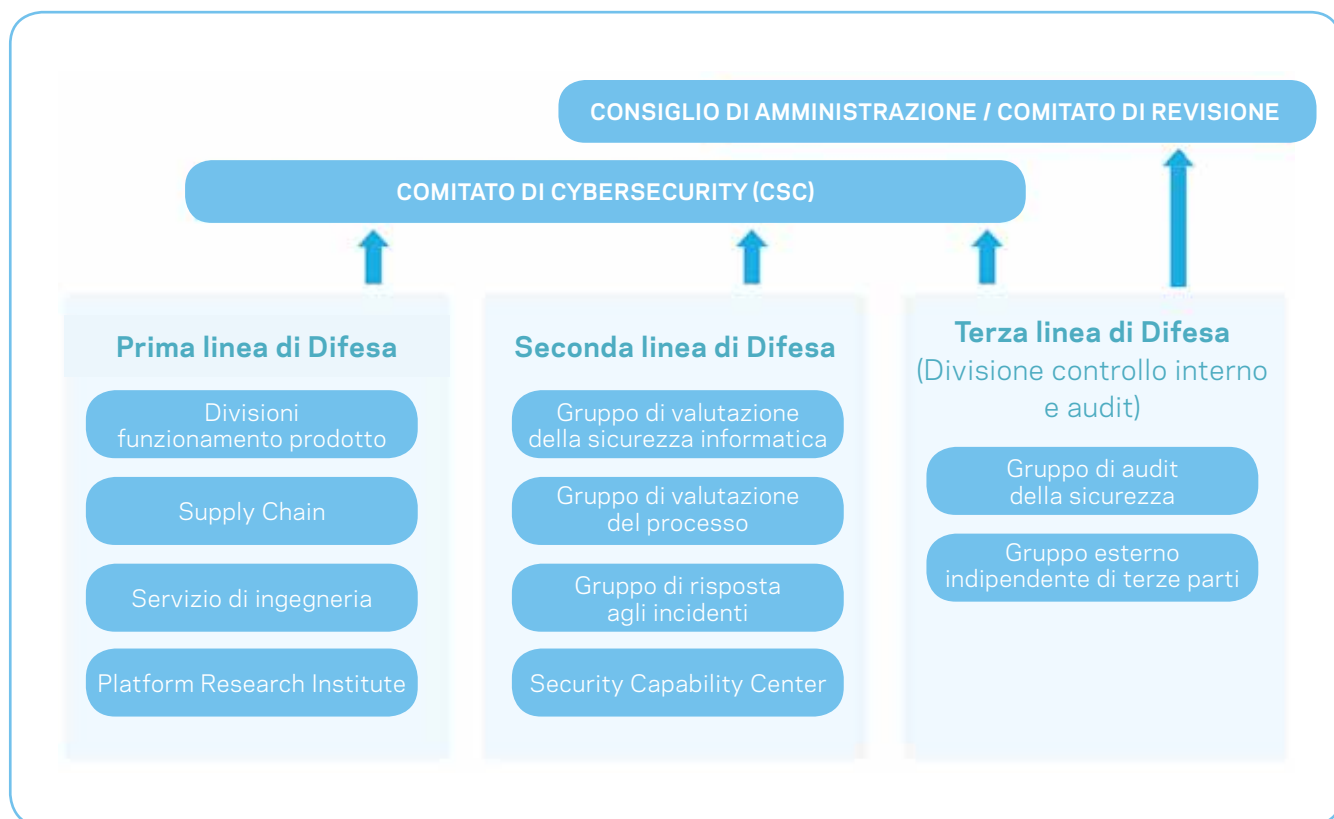 CONSIGLIO DI AMMINISTRAZIONE / COMITATO DI REVISIONE
COMITATO DI CYBERSECURITY (CSC)
Prima linea di Difesa
Divisioni
funzionamento prodotto
Supply Chain
Servizio di ingegneria
Platform Research Institute
Seconda linea di Difesa
Gruppo di valutazione
della sicurezza informatica
Gruppo di valutazione
del processo
Gruppo di risposta
agli incidenti
Security Capability Center
Terza linea di Difesa
(Divisione controllo interno
e audit)
Gruppo di audit
della sicurezza
Gruppo esterno
indipendente di terze parti